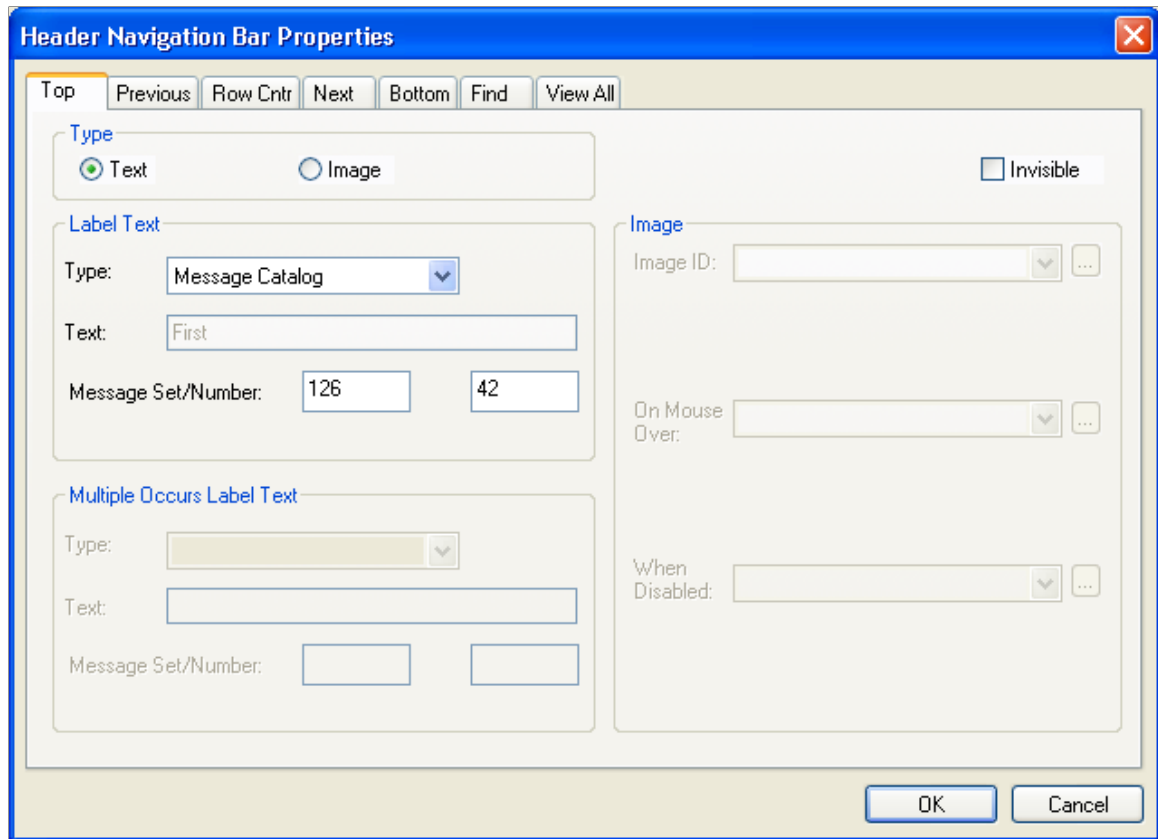 Header Navigation Bar Properties
Top Previous Row Cntr Next Bottom Find View All
Type
Text Image
Invisible
Label Text
Type: Message Catalog
Text: First
Message Set/Number: 126 42
Multiple Occurs Label Text
Type:
Text:
Message Set/Number:
Image
Image ID: ...
On Mouse
Over: ...
When
Disabled: ...
OK Cancel